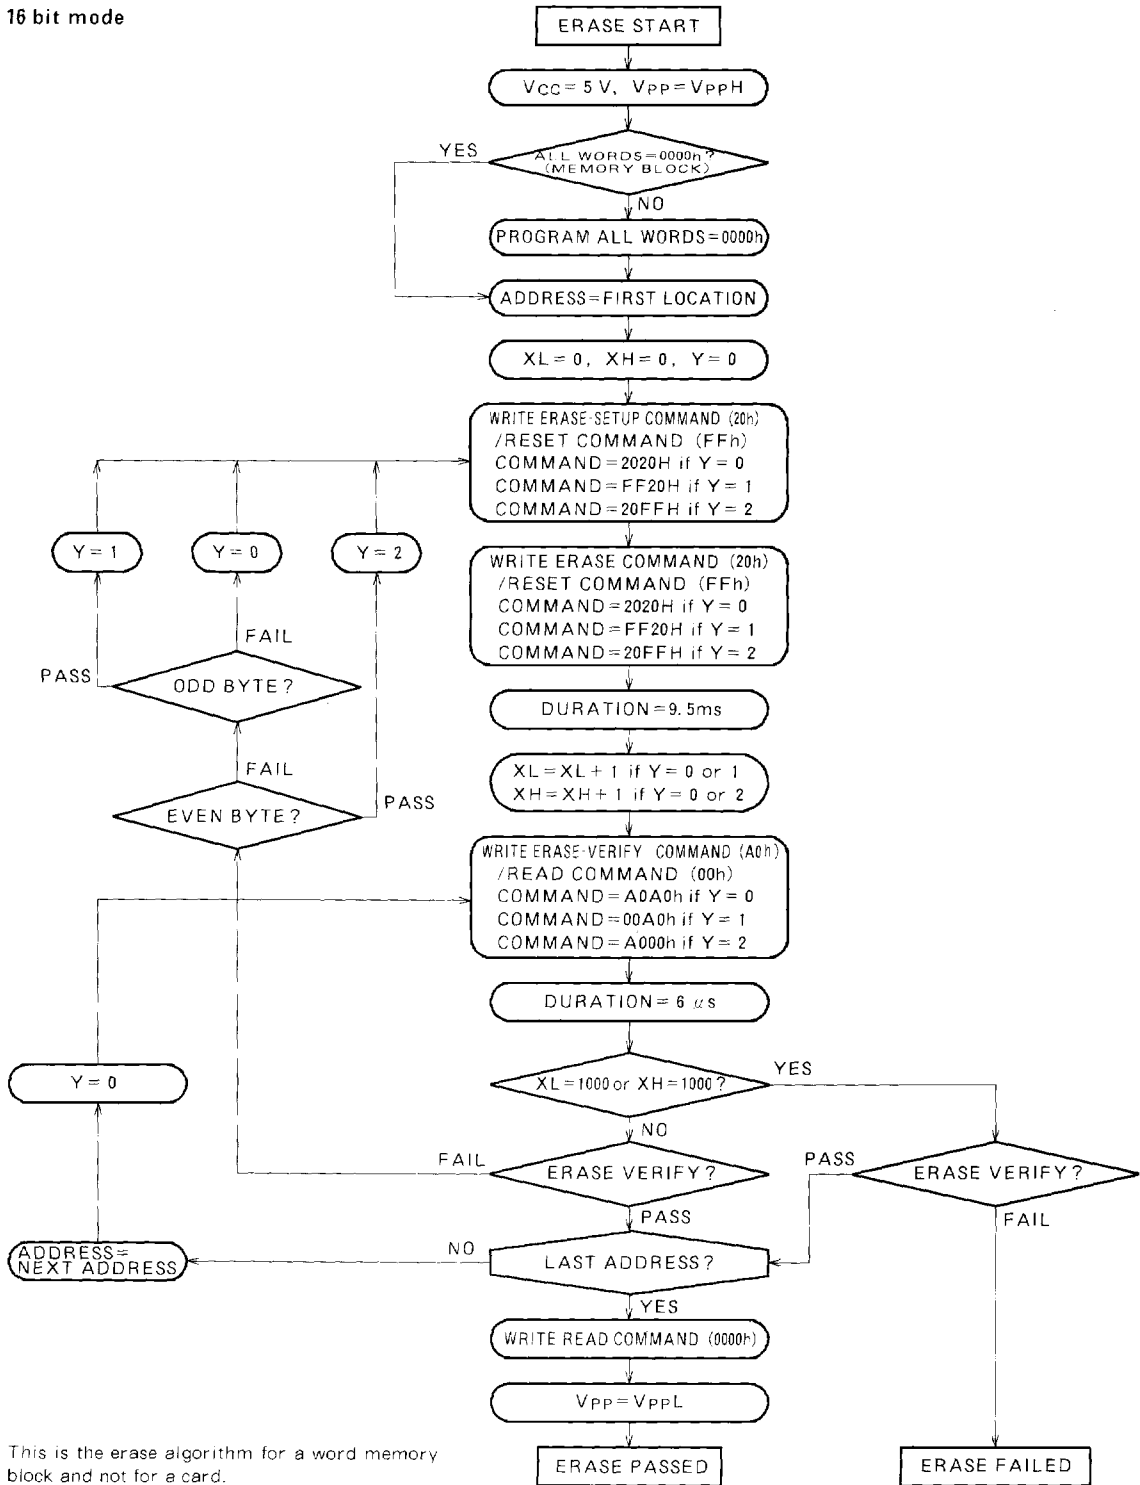 16 bit mode
ERASE START
VCC=5 V, VPP=VPPH
ALL WORDS=0000h?
(MEMORY BLOCK)
YES
NO
PROGRAM ALL WORDS=0000h
ADDRESS=FIRST LOCATION
XL=0, XH=0, Y=0
WRITE ERASE-SETUP COMMAND (20h)
/RESET COMMAND (FFh)
COMMAND=2020H if Y=0
COMMAND=FF20H if Y=1
COMMAND=20FFH if Y=2
Y=1
Y=0
Y=2
WRITE ERASE COMMAND (20h)
/RESET COMMAND (FFh)
COMMAND=2020H if Y=0
COMMAND=FF20H if Y=1
COMMAND=20FFH if Y=2
FAIL
PASS
ODD BYTE?
DURATION=9.5ms
FAIL
XL=XL+1 if Y=0 or 1
XH=XH+1 if Y=0 or 2
EVEN BYTE?
PASS
WRITE ERASE-VERIFY COMMAND (A0h)
/READ COMMAND (00h)
COMMAND=A0A0h if Y=0
COMMAND=00A0h if Y=1
COMMAND=A000h if Y=2
DURATION=6 μs
Y=0
XL=1000 or XH=1000?
YES
NO
FAIL
ERASE VERIFY?
PASS
ERASE VERIFY?
PASS
FAIL
ADDRESS=
NEXT ADDRESS
NO
LAST ADDRESS?
YES
WRITE READ COMMAND (0000h)
VPP=VPPL
This is the erase algorithm for a word memory
block and not for a card.
ERASE PASSED
ERASE FAILED